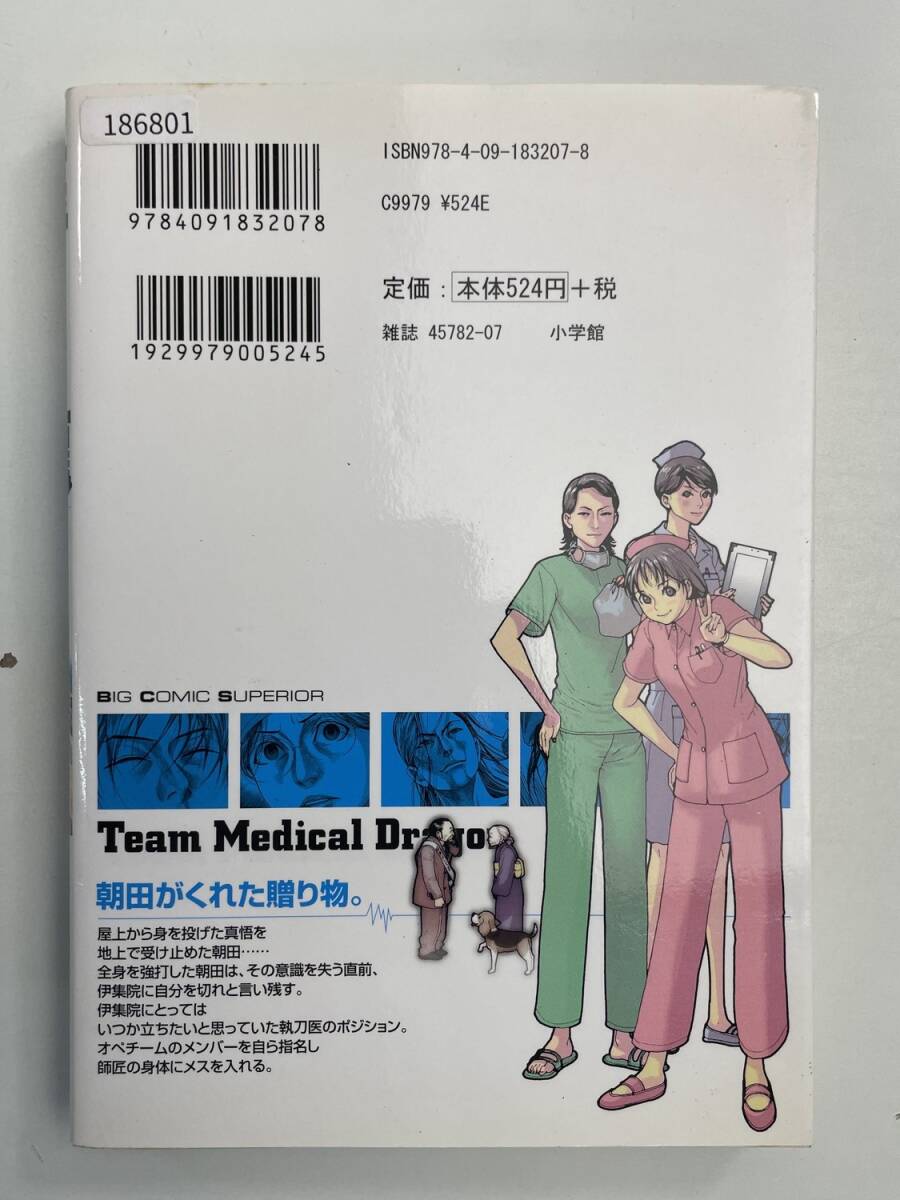 186801
ISBN978-4-09-183207-8
9784091832078
C9979 ¥524E
定価：本体524円＋税
1929979005245
雑誌 45782-07 小学館
BIG COMIC SUPERIOR
Team Medical Dragon
朝田がくれた贈り物。
屋上から身を投げた真悟を
地上で受け止めた朝田……
全身を強打した朝田は、その意識を失う直前、
伊集院に自分を切れと言い残す。
伊集院にとっては
いつか立ちたいと思っていた執刀医のポジション。
オペチームのメンバーを自ら指名し
師匠の身体にメスを入れる。